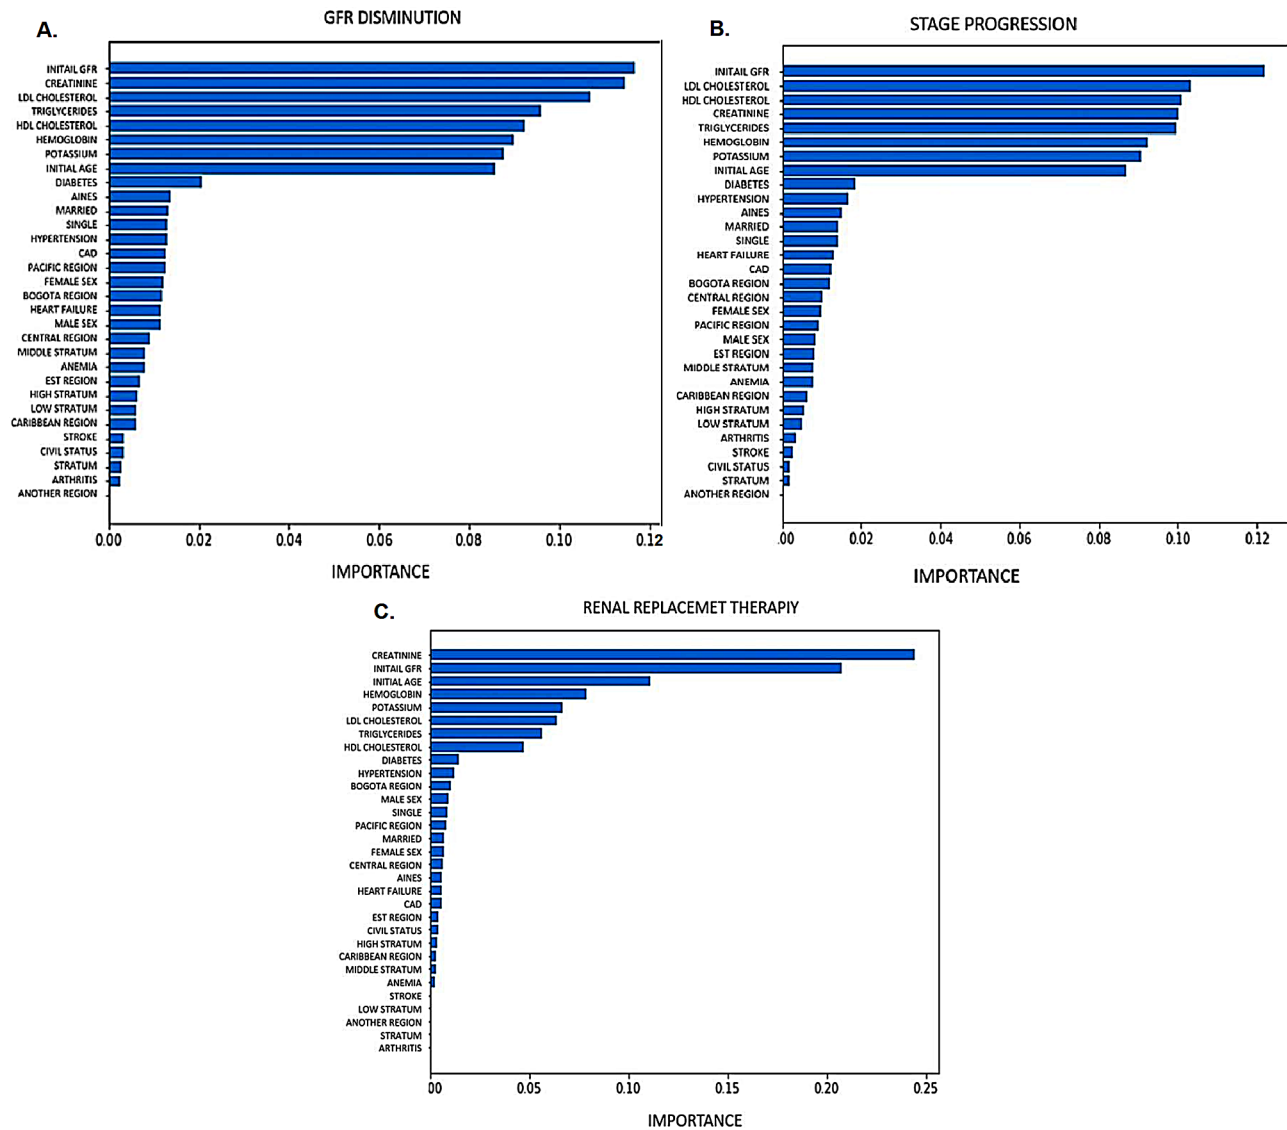 A.
GFR DISMINUTION
INITAIL GFR
CREATININE
LDL CHOLESTEROL
TRIGLYCERIDES
HDL CHOLESTEROL
HEMOGLOBIN
POTASSIUM
INITIAL AGE
DIABETES
AINES
MARRIED
SINGLE
HYPERTENSION
CAD
PACIFIC REGION
FEMALE SEX
BOGOTA REGION
HEART FAILURE
MALE SEX
CENTRAL REGION
MIDDLE STRATUM
ANEMIA
EST REGION
HIGH STRATUM
LOW STRATUM
CARIBBEAN REGION
STROKE
CIVIL STATUS
STRATUM
ARTHRITIS
ANOTHER REGION
0.00 0.02 0.04 0.06 0.08 0.10 0.12
IMPORTANCE
B.
STAGE PROGRESSION
INITAIL GFR
LDL CHOLESTEROL
HDL CHOLESTEROL
CREATININE
TRIGLYCERIDES
HEMOGLOBIN
POTASSIUM
INITIAL AGE
DIABETES
HYPERTENSION
AINES
MARRIED
SINGLE
HEART FAILURE
CAD
BOGOTA REGION
CENTRAL REGION
FEMALE SEX
PACIFIC REGION
MALE SEX
EST REGION
MIDDLE STRATUM
ANEMIA
CARIBBEAN REGION
HIGH STRATUM
LOW STRATUM
ARTHRITIS
STROKE
CIVIL STATUS
STRATUM
ANOTHER REGION
.00 0.02 0.04 0.06 0.08 0.10 0.12
IMPORTANCE
C.
RENAL REPLACEMET THERAPIY
CREATININE
INITAIL GFR
INITIAL AGE
HEMOGLOBIN
POTASSIUM
LDL CHOLESTEROL
TRIGLYCERIDES
HDL CHOLESTEROL
DIABETES
HYPERTENSION
BOGOTA REGION
MALE SEX
SINGLE
PACIFIC REGION
MARRIED
FEMALE SEX
CENTRAL REGION
AINES
HEART FAILURE
CAD
EST REGION
CIVIL STATUS
HIGH STRATUM
CARIBBEAN REGION
MIDDLE STRATUM
ANEMIA
STROKE
LOW STRATUM
ANOTHER REGION
STRATUM
ARTHRITIS
00 0.05 0.10 0.15 0.20 0.25
IMPORTANCE